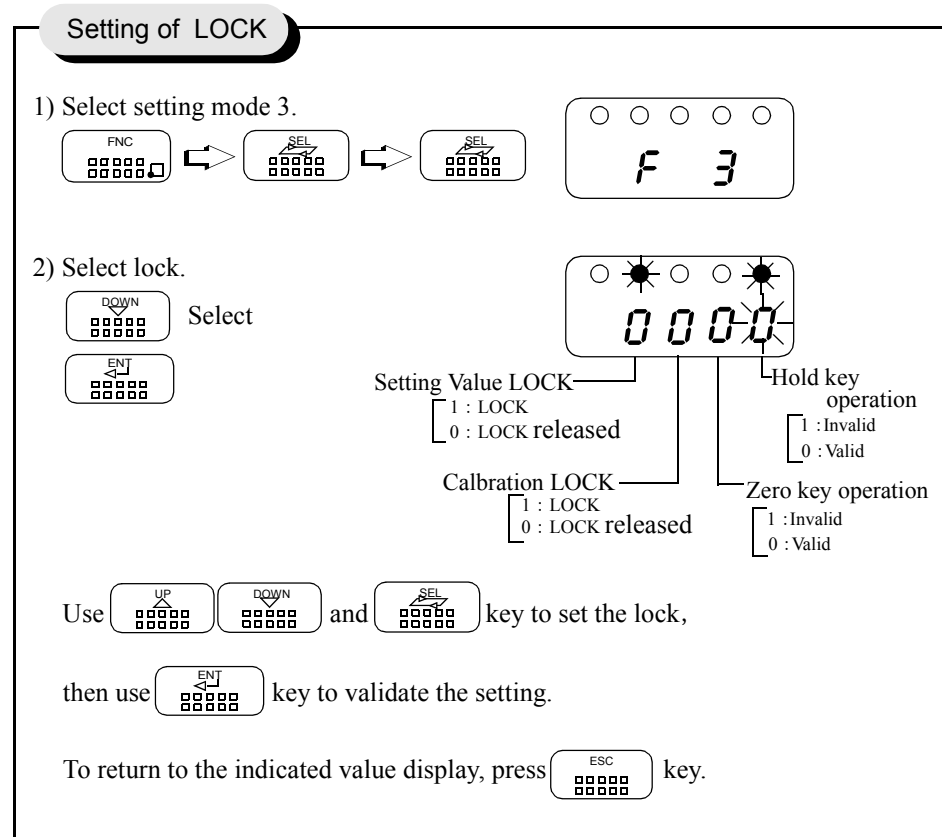 Setting of LOCK
1) Select setting mode 3.
FNC
SEL
SEL
F 3
2) Select lock.
DOWN
Select
ENT
0 0 0 0
Setting Value LOCK
1 : LOCK
0 : LOCK released
Hold key
operation
1 : Invalid
0 : Valid
Calbration LOCK
1 : LOCK
0 : LOCK released
Zero key operation
1 : Invalid
0 : Valid
Use UP DOWN and SEL key to set the lock,
then use ENT key to validate the setting.
To return to the indicated value display, press ESC key.